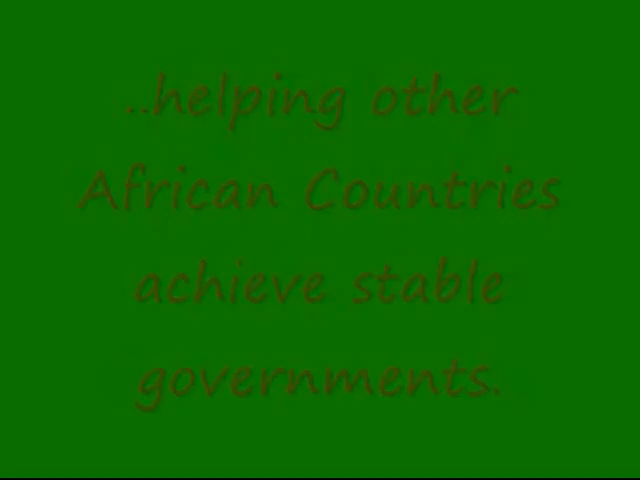 ..helping other
African Countries
achieve stable
governments.